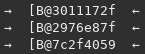 → [B@3011172f ←
→ [B@2976e87f ←
→ [B@7c2f4059 ←